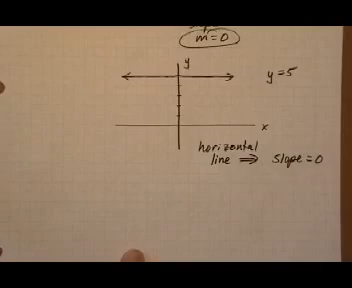 m=0
y
y=5
x
horizontal
line ⇒ slope=0